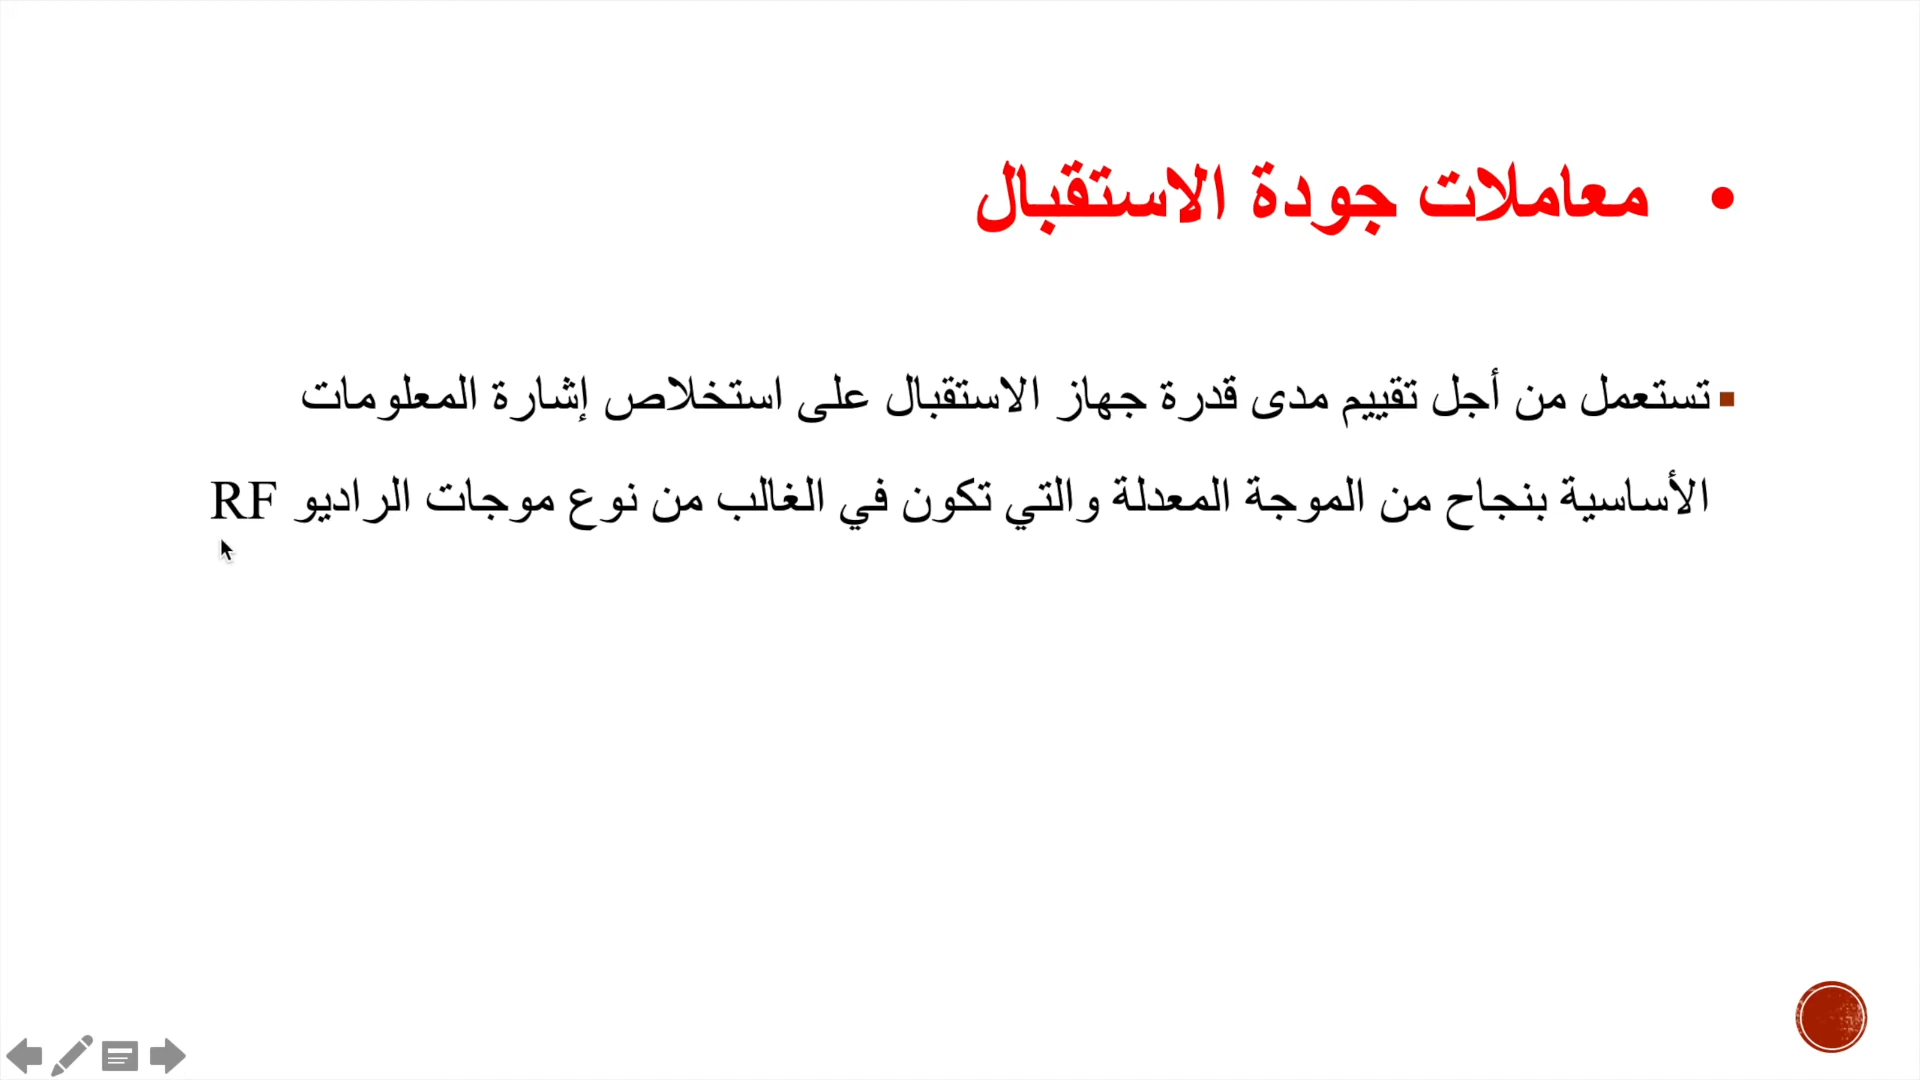 • معاملات جودة الاستقبال
▪ تستعمل من أجل تقييم مدى قدرة جهاز الاستقبال على استخلاص إشارة المعلومات
الأساسية بنجاح من الموجة المعدلة والتي تكون في الغالب من نوع موجات الراديو RF